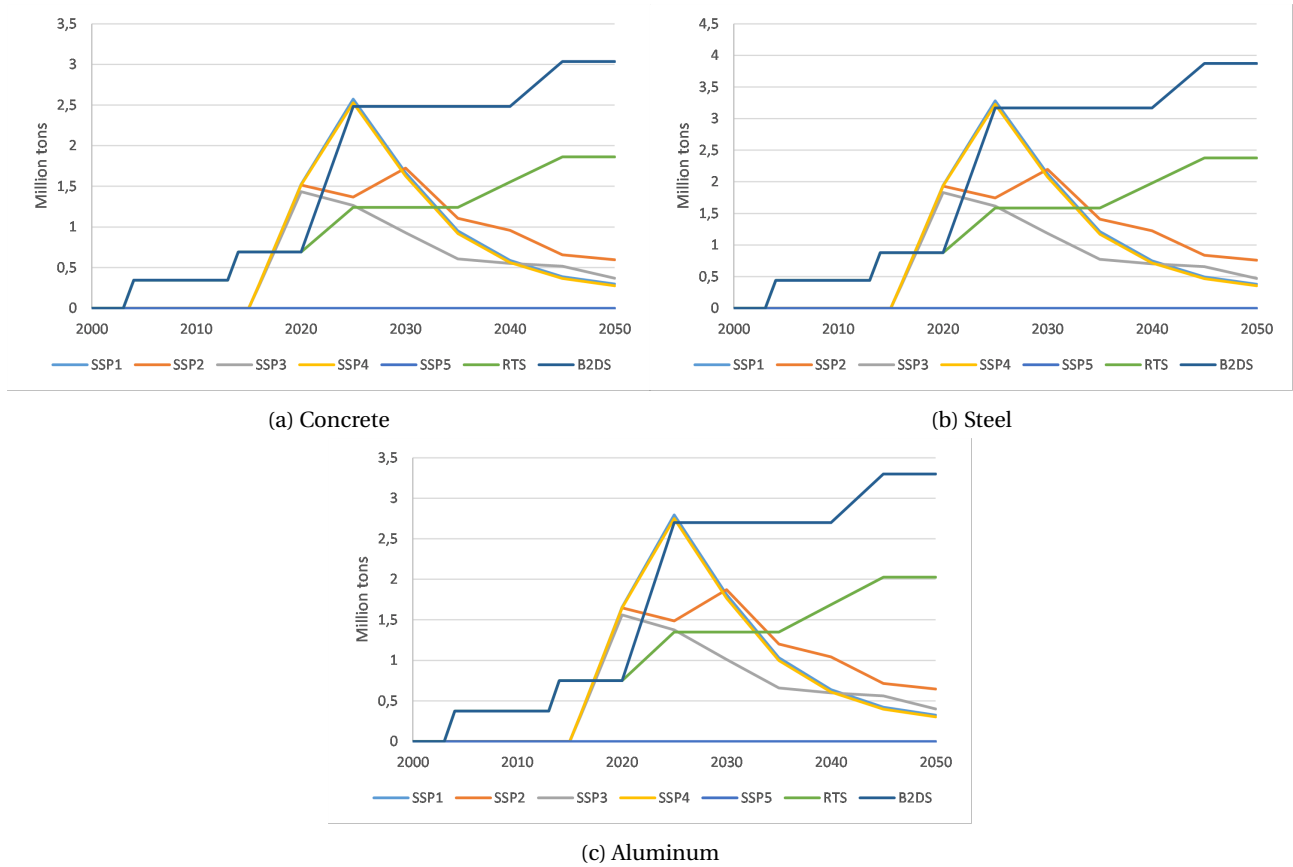 3,5
3
2,5
2
1,5
1
0,5
0
Million tons
2000 2010 2020 2030 2040 2050
SSP1 SSP2 SSP3 SSP4 SSP5 RTS B2DS
(a) Concrete
4,5
4
3,5
3
2,5
2
1,5
1
0,5
0
Million tons
2000 2010 2020 2030 2040 2050
SSP1 SSP2 SSP3 SSP4 SSP5 RTS B2DS
(b) Steel
3,5
3
2,5
2
1,5
1
0,5
0
Million tons
2000 2010 2020 2030 2040 2050
SSP1 SSP2 SSP3 SSP4 SSP5 RTS B2DS
(c) Aluminum